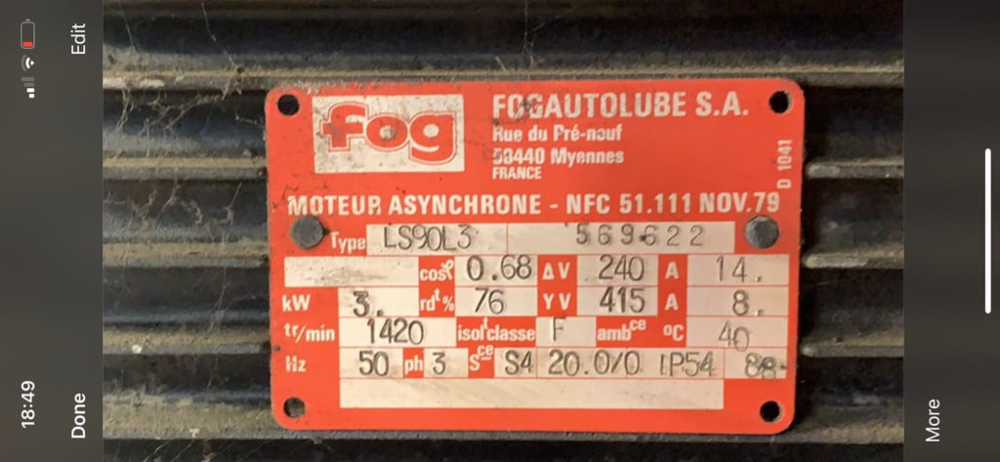 18:49
Edit
Done
More
fog
FOGAUTOLUBE S.A.
Rue du Pré-neuf
58440 Myennes
FRANCE
D 1041
MOTEUR ASYNCHRONE - NFC 51.111 NOV.79
Type LS90L3 569622
cosφ 0.68 ΔV 240 A 14.
kW 3. rdt% 76 YV 415 A 8.
tr/min 1420 isolt classe F ambce °C 40
Hz 50 ph 3 Sce S4 20.0/0 IP54 88